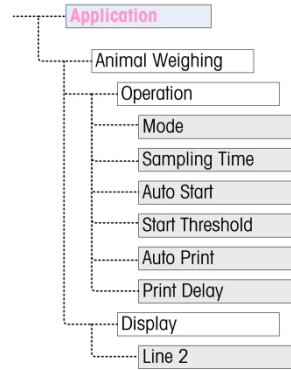 Application
Animal Weighing
Operation
Mode
Sampling Time
Auto Start
Start Threshold
Auto Print
Print Delay
Display
Line 2